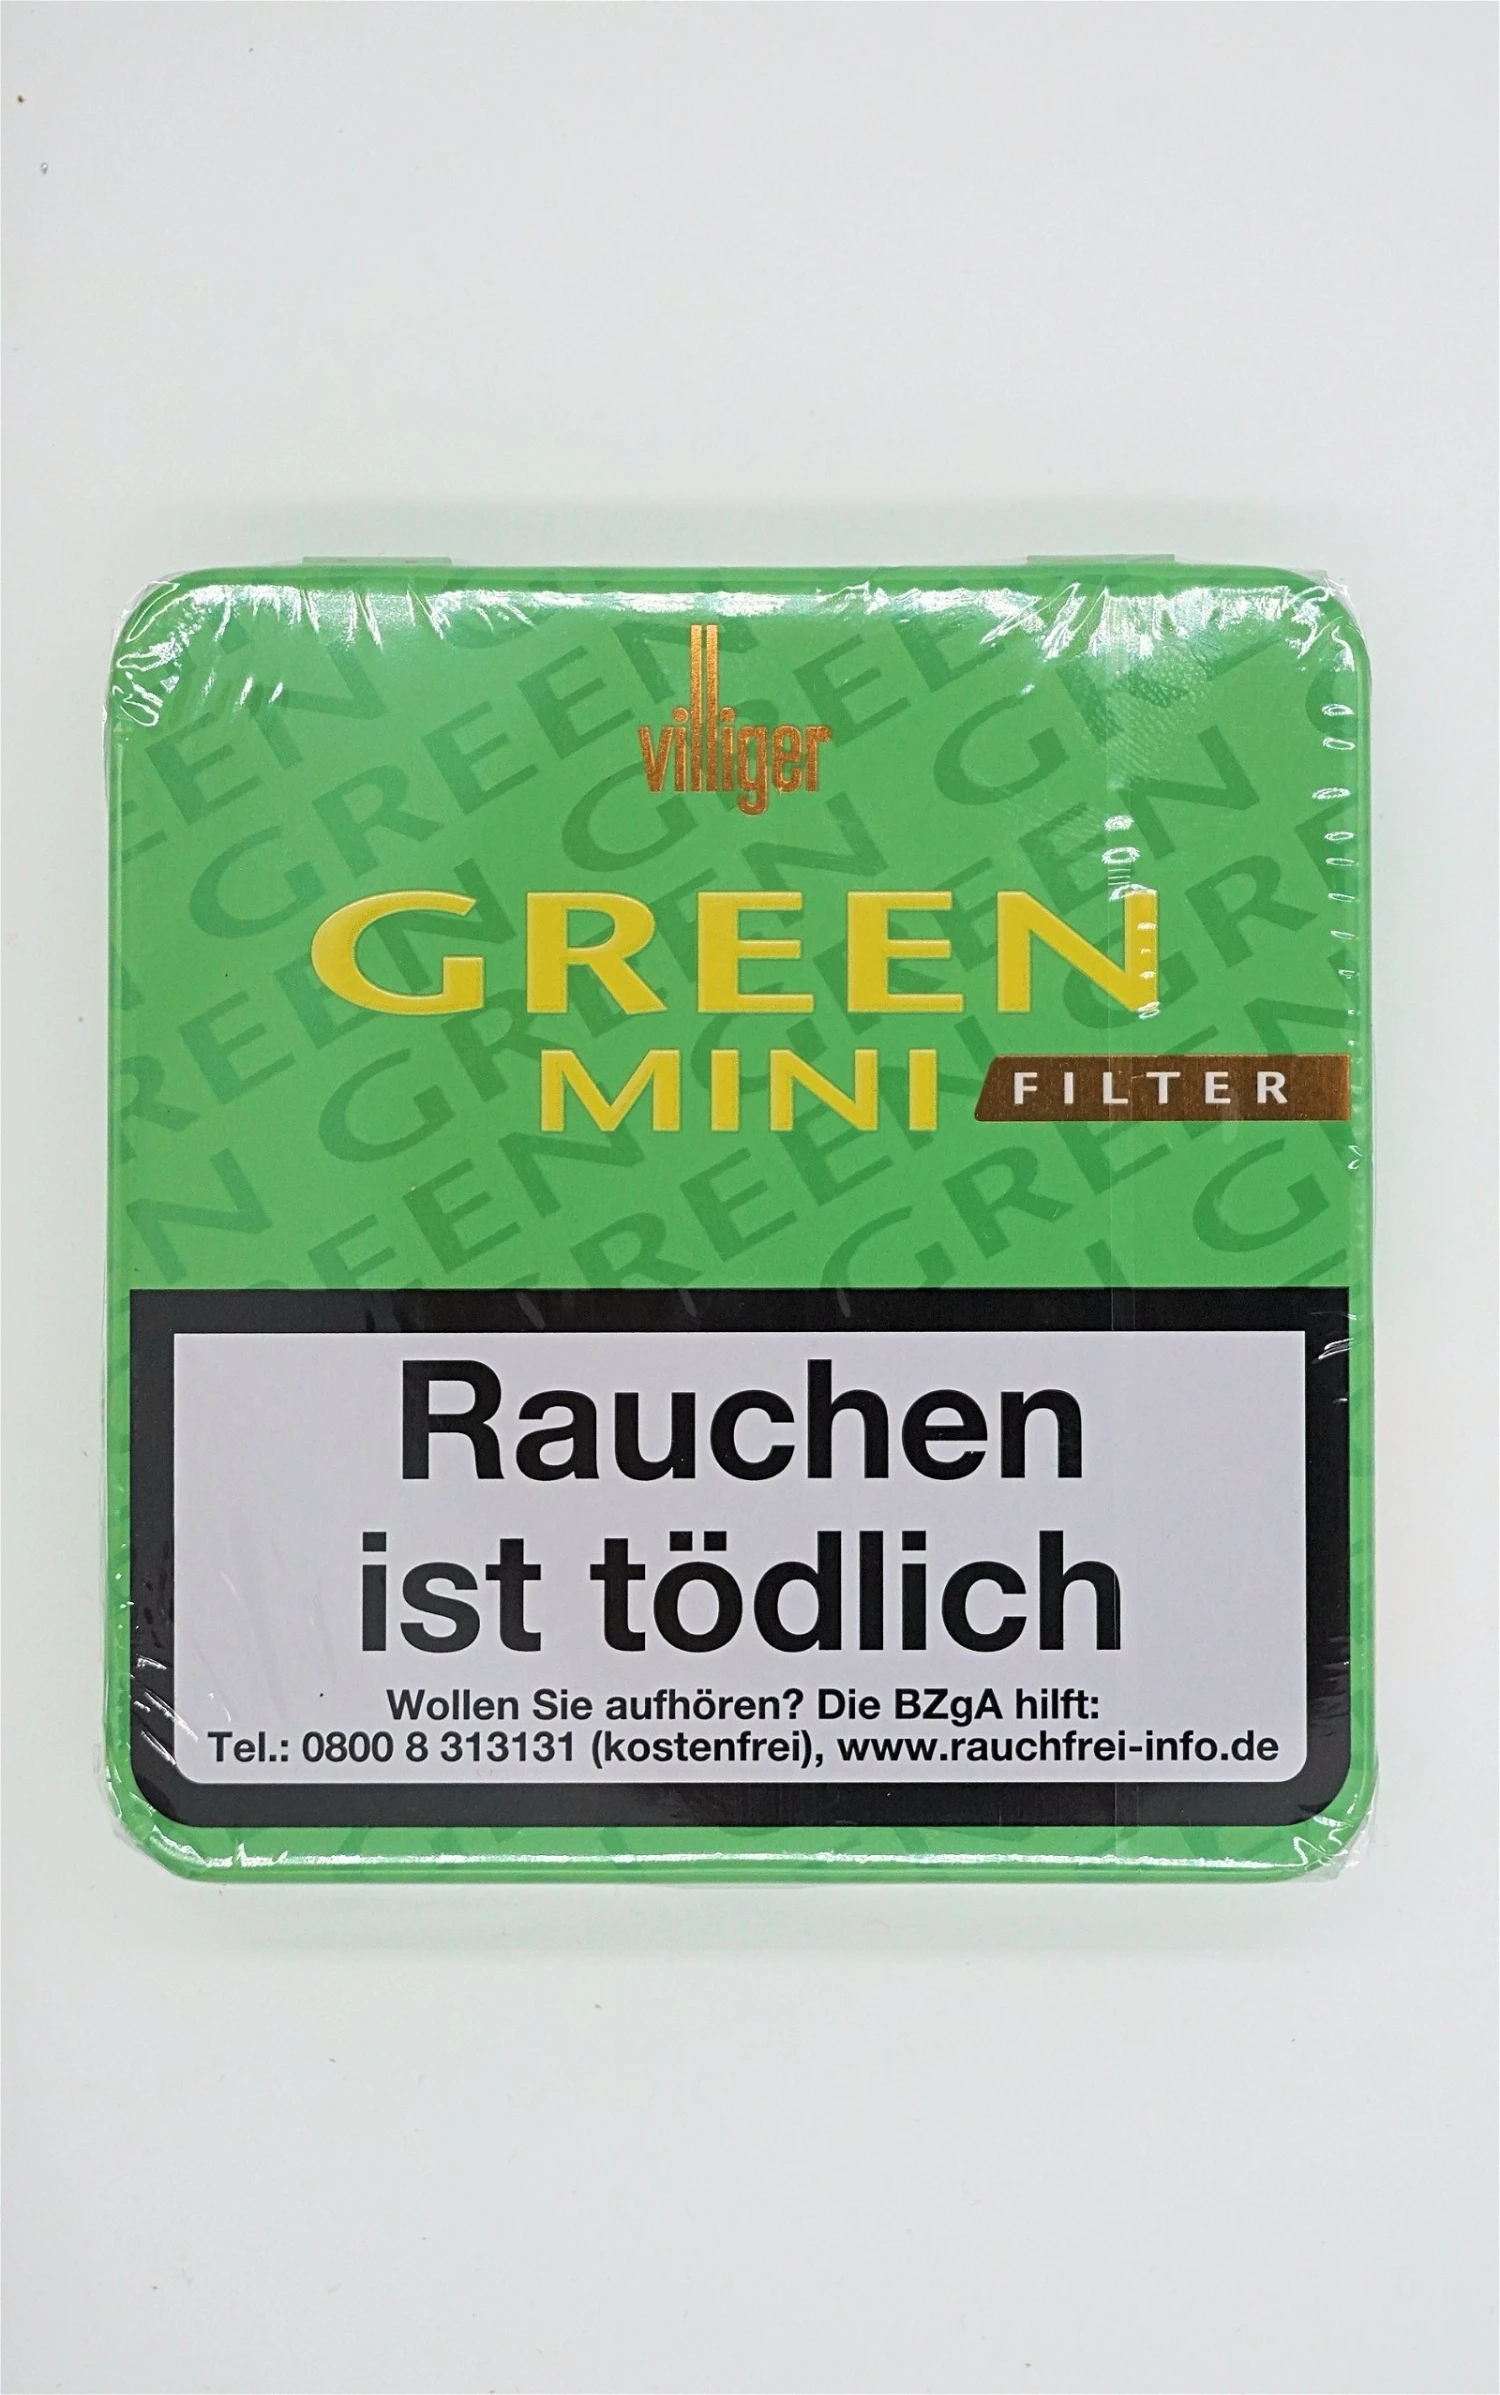 villiger
GREEN
MINI FILTER
Rauchen
ist tödlich
Wollen Sie aufhören? Die BZgA hilft:
Tel.: 0800 8 313131 (kostenfrei), www.rauchfrei-info.de